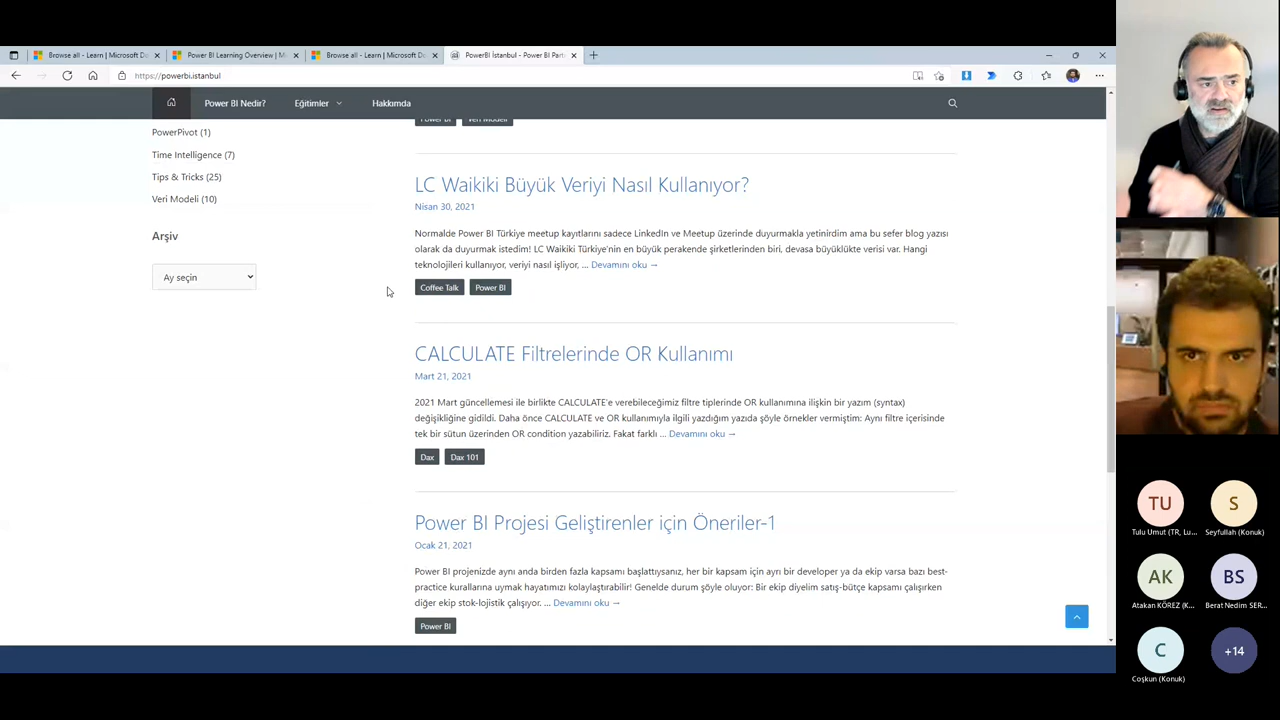 Browse all - Learn | Microsoft D
Power BI Learning Overview | M
Browse all - Learn | Microsoft D
PowerBI İstanbul - Power BI Par
https://powerbi.istanbul
Power BI Nedir?
Eğitimler
Hakkımda
PowerPivot (1)
Time Intelligence (7)
Tips & Tricks (25)
Veri Modeli (10)
Arşiv
Ay seçin
Power BI
Veri Modeli
LC Waikiki Büyük Veriyi Nasıl Kullanıyor?
Nisan 30, 2021
Normalde Power BI Türkiye meetup kayıtlarını sadece LinkedIn ve Meetup üzerinde duyurmakla yetinirdim ama bu sefer blog yazısı
olarak da duyurmak istedim! LC Waikiki Türkiye'nin en büyük perakende şirketlerinden biri, devasa büyüklükte verisi var. Hangi
teknolojileri kullanıyor, veriyi nasıl işliyor, ... Devamını oku →
Coffee Talk
Power BI
CALCULATE Filtrelerinde OR Kullanımı
Mart 21, 2021
2021 Mart güncellemesi ile birlikte CALCULATE'e verebileceğimiz filtre tiplerinde OR kullanımına ilişkin bir yazım (syntax)
değişikliğine gidildi. Daha önce CALCULATE ve OR kullanımıyla ilgili yazdığım yazıda şöyle örnekler vermiştim: Aynı filtre içerisinde
tek bir sütun üzerinden OR condition yazabiliriz. Fakat farklı ... Devamını oku →
Dax
Dax 101
Power BI Projesi Geliştirenler için Öneriler-1
Ocak 21, 2021
Power BI projenizde aynı anda birden fazla kapsamı başlattıysanız, her bir kapsam için ayrı bir developer ya da ekip varsa bazı best-
practice kurallarına uymak hayatımızı kolaylaştırabilir! Genelde durum şöyle oluyor: Bir ekip diyelim satış-bütçe kapsamı çalışırken
diğer ekip stok-lojistik çalışıyor. ... Devamını oku →
Power BI
TU
Tulu Umut (TR, Lu...
S
Seyfullah (Konuk)
AK
Atakan KÖREZ (K...
BS
Berat Nedim SER...
C
Coşkun (Konuk)
+14